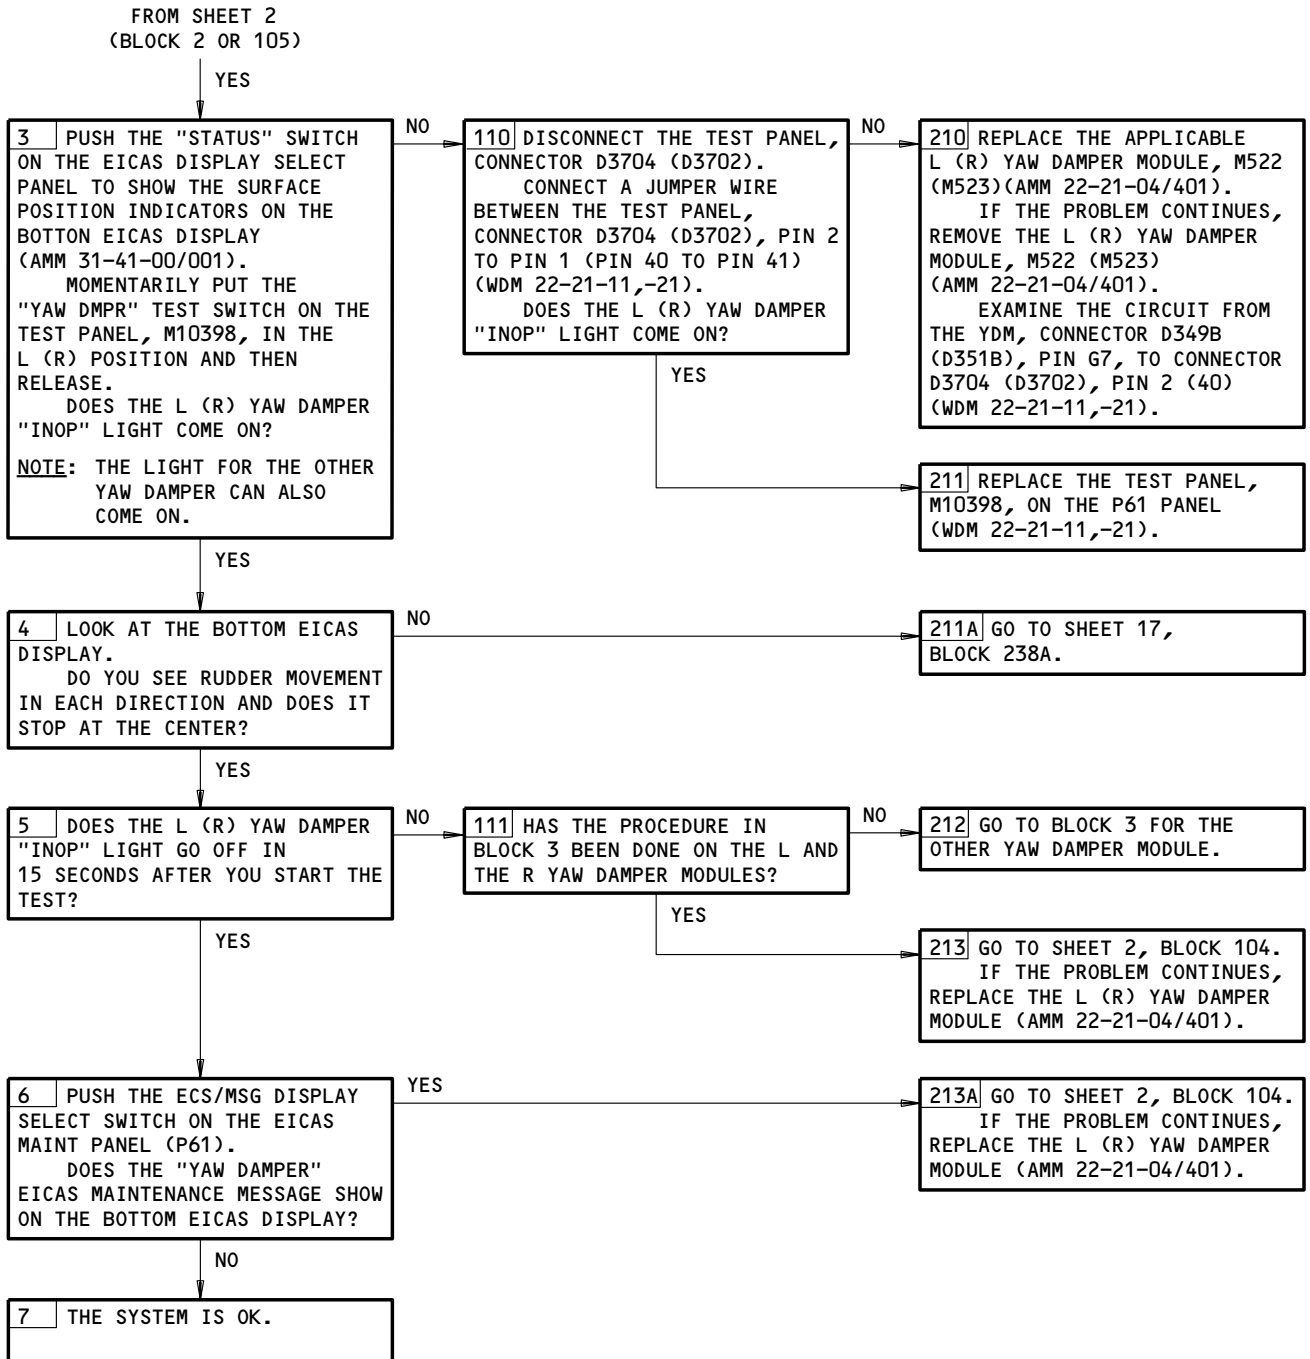 FROM SHEET 2
(BLOCK 2 OR 105)
YES
3 PUSH THE "STATUS" SWITCH
ON THE EICAS DISPLAY SELECT
PANEL TO SHOW THE SURFACE
POSITION INDICATORS ON THE
BOTTON EICAS DISPLAY
(AMM 31-41-00/001).
MOMENTARILY PUT THE
"YAW DMPR" TEST SWITCH ON THE
TEST PANEL, M10398, IN THE
L (R) POSITION AND THEN
RELEASE.
DOES THE L (R) YAW DAMPER
"INOP" LIGHT COME ON?
NOTE: THE LIGHT FOR THE OTHER
YAW DAMPER CAN ALSO
COME ON.
NO
110 DISCONNECT THE TEST PANEL,
CONNECTOR D3704 (D3702).
CONNECT A JUMPER WIRE
BETWEEN THE TEST PANEL,
CONNECTOR D3704 (D3702), PIN 2
TO PIN 1 (PIN 40 TO PIN 41)
(WDM 22-21-11,-21).
DOES THE L (R) YAW DAMPER
"INOP" LIGHT COME ON?
NO
210 REPLACE THE APPLICABLE
L (R) YAW DAMPER MODULE, M522
(M523)(AMM 22-21-04/401).
IF THE PROBLEM CONTINUES,
REMOVE THE L (R) YAW DAMPER
MODULE, M522 (M523)
(AMM 22-21-04/401).
EXAMINE THE CIRCUIT FROM
THE YDM, CONNECTOR D349B
(D351B), PIN G7, TO CONNECTOR
D3704 (D3702), PIN 2 (40)
(WDM 22-21-11,-21).
YES
211 REPLACE THE TEST PANEL,
M10398, ON THE P61 PANEL
(WDM 22-21-11,-21).
YES
4 LOOK AT THE BOTTOM EICAS
DISPLAY.
DO YOU SEE RUDDER MOVEMENT
IN EACH DIRECTION AND DOES IT
STOP AT THE CENTER?
NO
211A GO TO SHEET 17,
BLOCK 238A.
YES
5 DOES THE L (R) YAW DAMPER
"INOP" LIGHT GO OFF IN
15 SECONDS AFTER YOU START THE
TEST?
NO
111 HAS THE PROCEDURE IN
BLOCK 3 BEEN DONE ON THE L AND
THE R YAW DAMPER MODULES?
NO
212 GO TO BLOCK 3 FOR THE
OTHER YAW DAMPER MODULE.
YES
213 GO TO SHEET 2, BLOCK 104.
IF THE PROBLEM CONTINUES,
REPLACE THE L (R) YAW DAMPER
MODULE (AMM 22-21-04/401).
YES
6 PUSH THE ECS/MSG DISPLAY
SELECT SWITCH ON THE EICAS
MAINT PANEL (P61).
DOES THE "YAW DAMPER"
EICAS MAINTENANCE MESSAGE SHOW
ON THE BOTTOM EICAS DISPLAY?
YES
213A GO TO SHEET 2, BLOCK 104.
IF THE PROBLEM CONTINUES,
REPLACE THE L (R) YAW DAMPER
MODULE (AMM 22-21-04/401).
NO
7 THE SYSTEM IS OK.